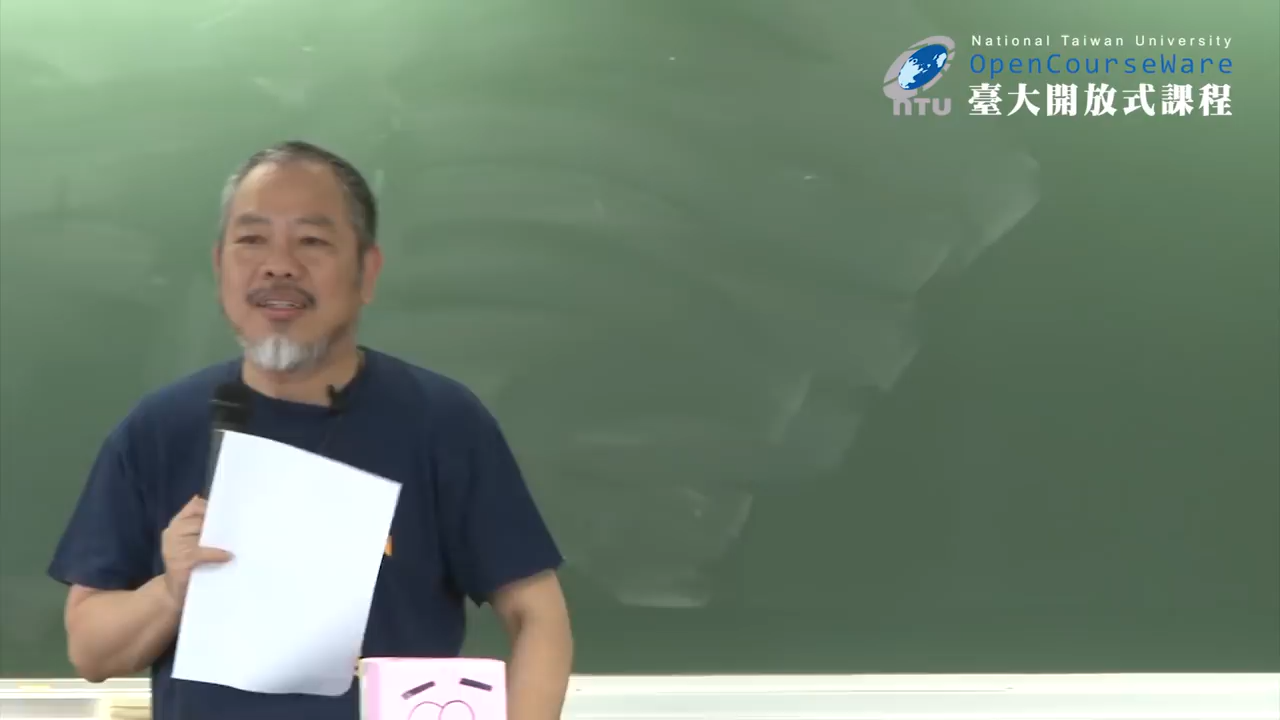 National Taiwan University
OpenCourseWare
臺大開放式課程
NTU